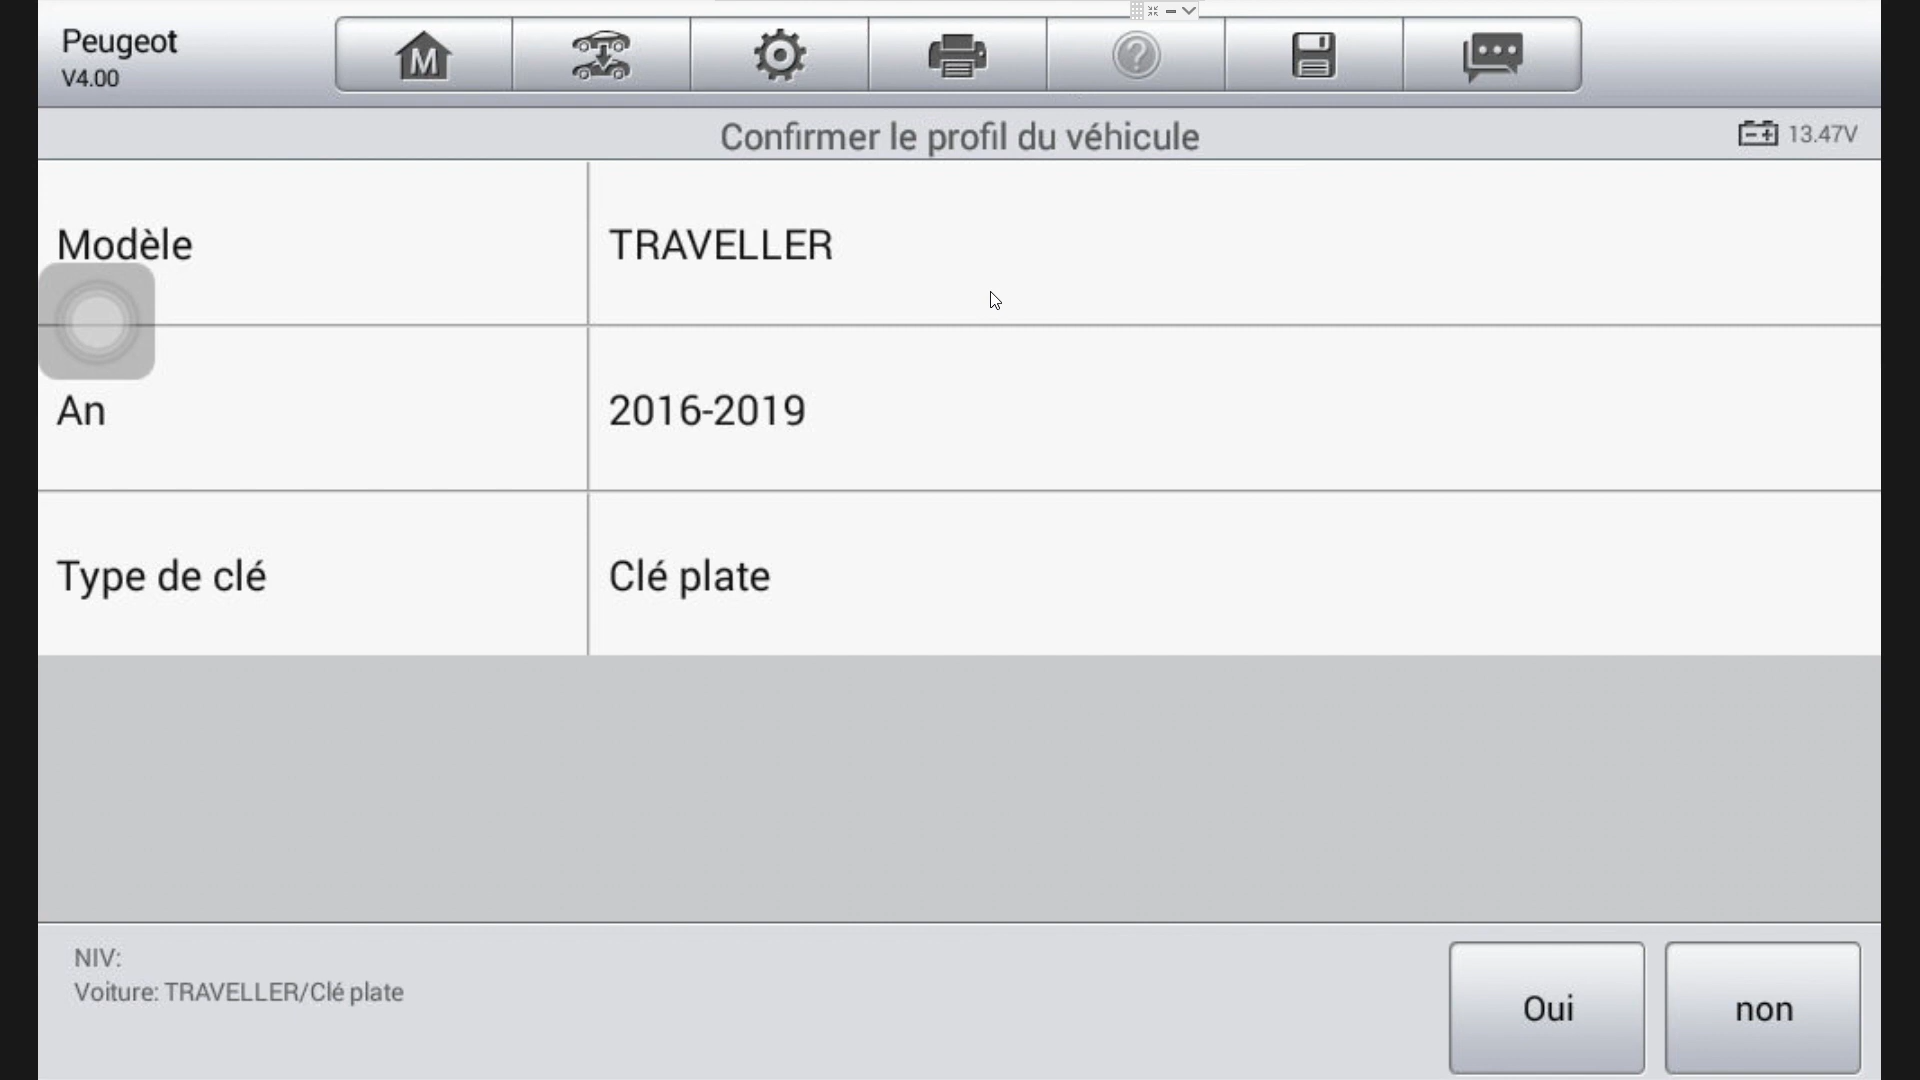 Peugeot
V4.00
M
Confirmer le profil du véhicule
13.47V
Modèle
TRAVELLER
An
2016-2019
Type de clé
Clé plate
NIV:
Voiture: TRAVELLER/Clé plate
Oui
non